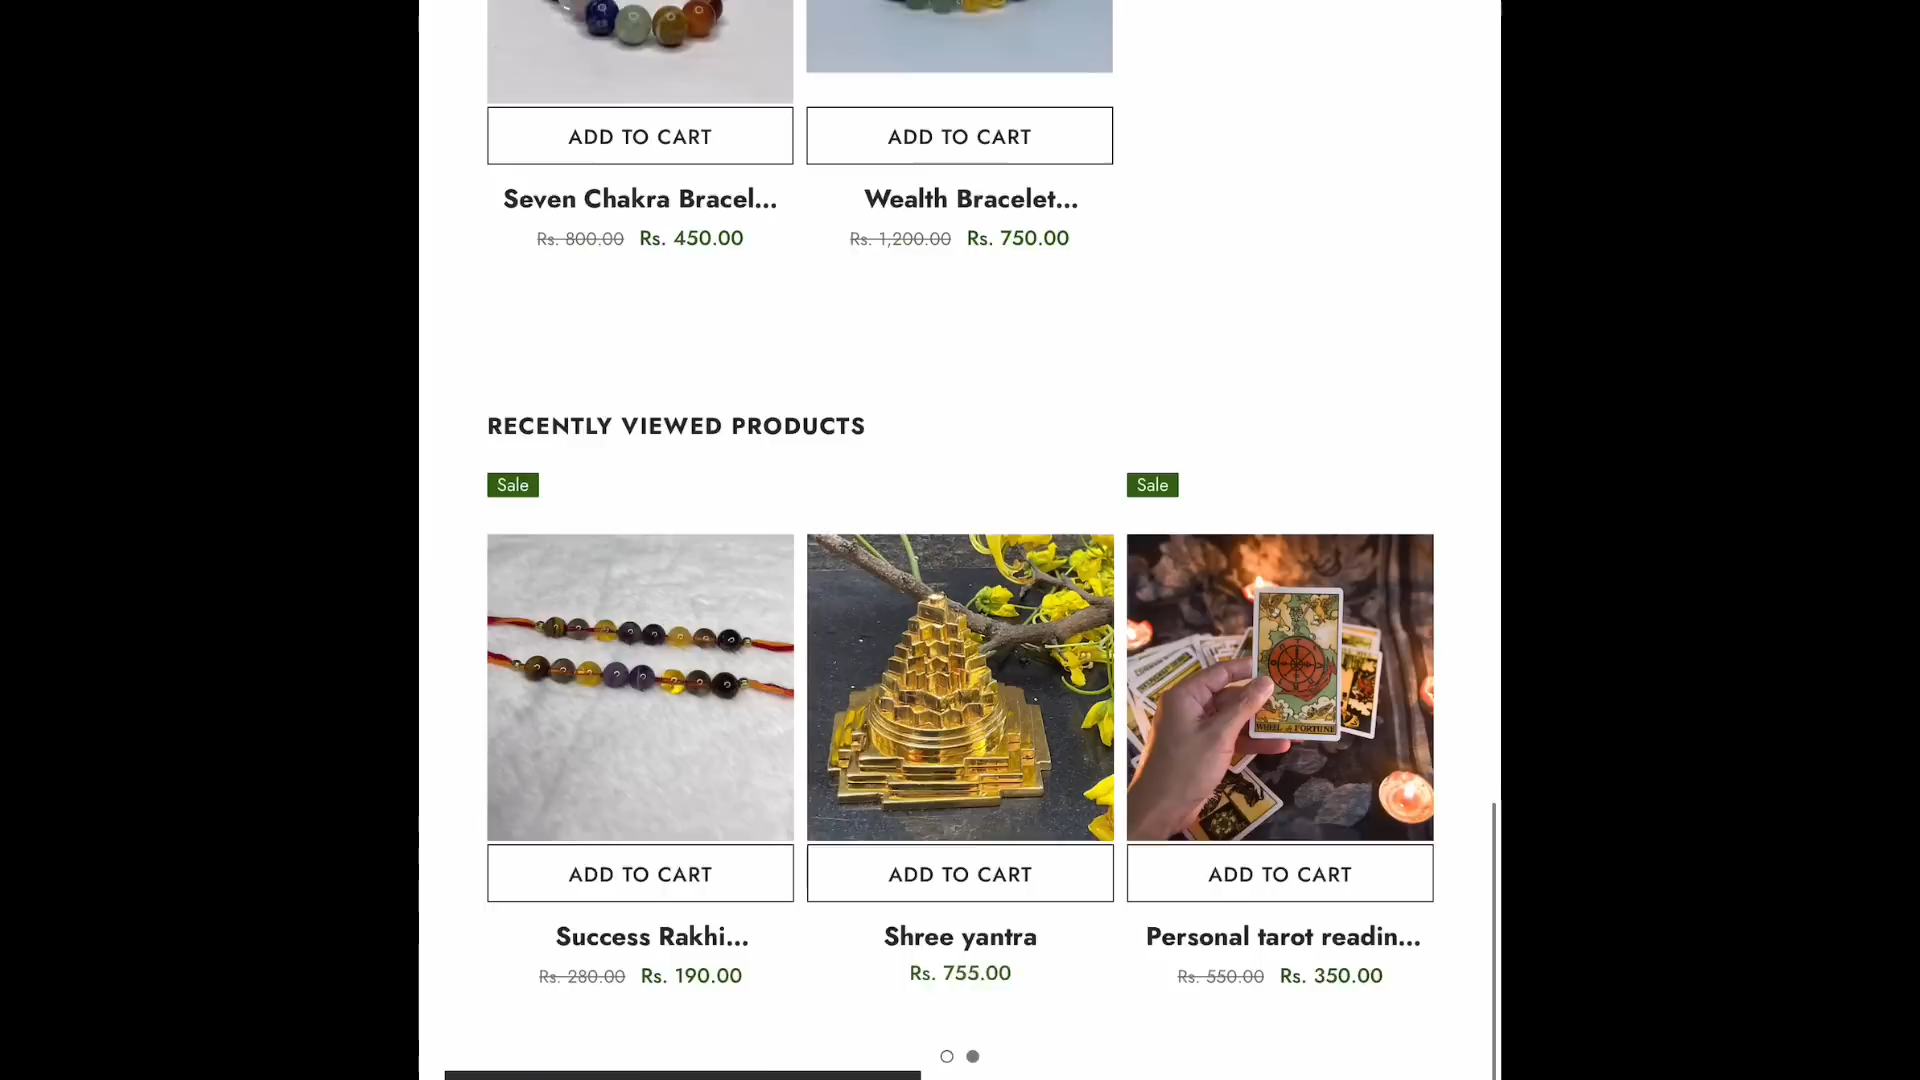 ADD TO CART
ADD TO CART
Seven Chakra Bracel...
Wealth Bracelet...
Rs. 800.00 Rs. 450.00
Rs. 1,200.00 Rs. 750.00
RECENTLY VIEWED PRODUCTS
Sale
Sale
WHEEL of FORTUNE
ADD TO CART
ADD TO CART
ADD TO CART
Success Rakhi...
Shree yantra
Personal tarot readin...
Rs. 280.00 Rs. 190.00
Rs. 755.00
Rs. 550.00 Rs. 350.00